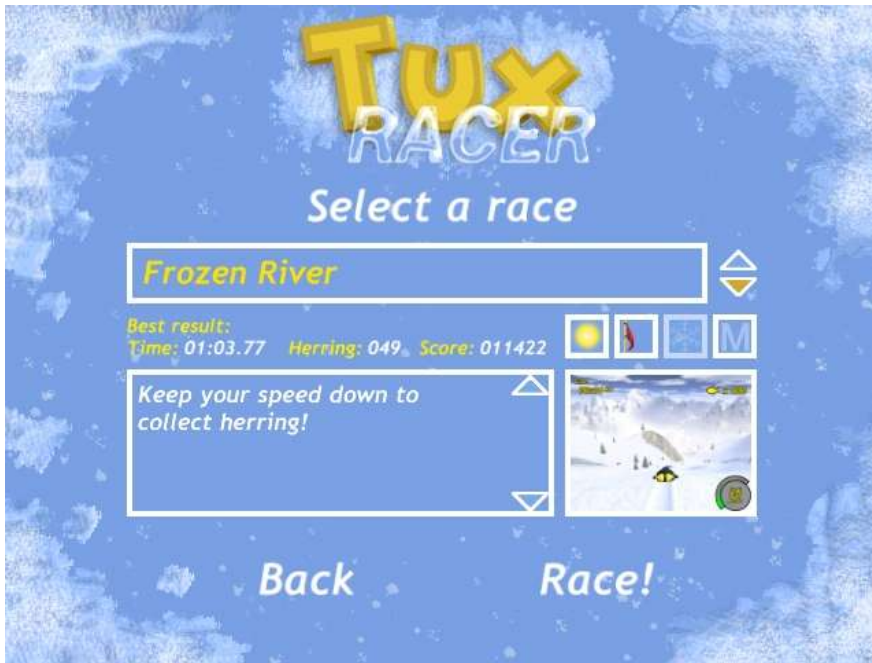 Tux
RACER
Select a race
Frozen River
Best result:
Time: 01:03.77 Herring: 049 Score: 011422
M
Keep your speed down to
collect herring!
Back Race!